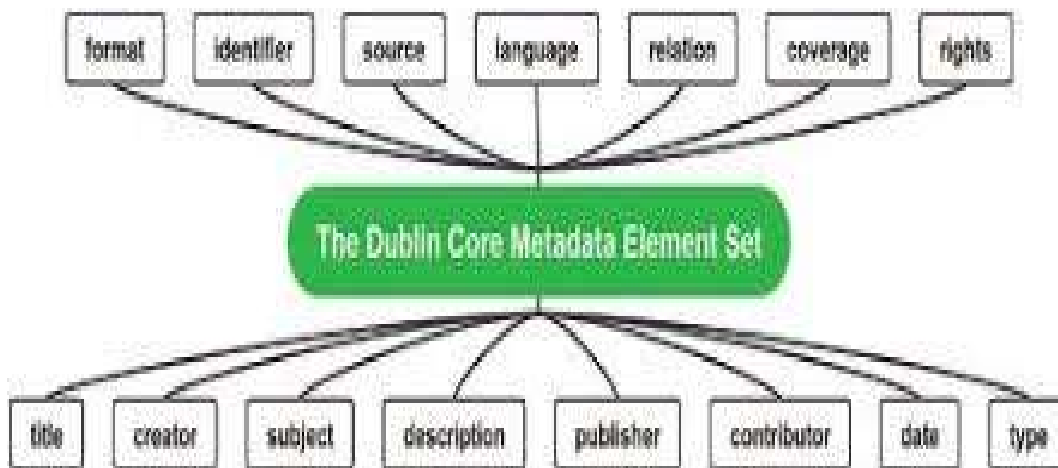 format identifier source language relation coverage rights
The Dublin Core Metadata Element Set
title creator subject description publisher contributor date type